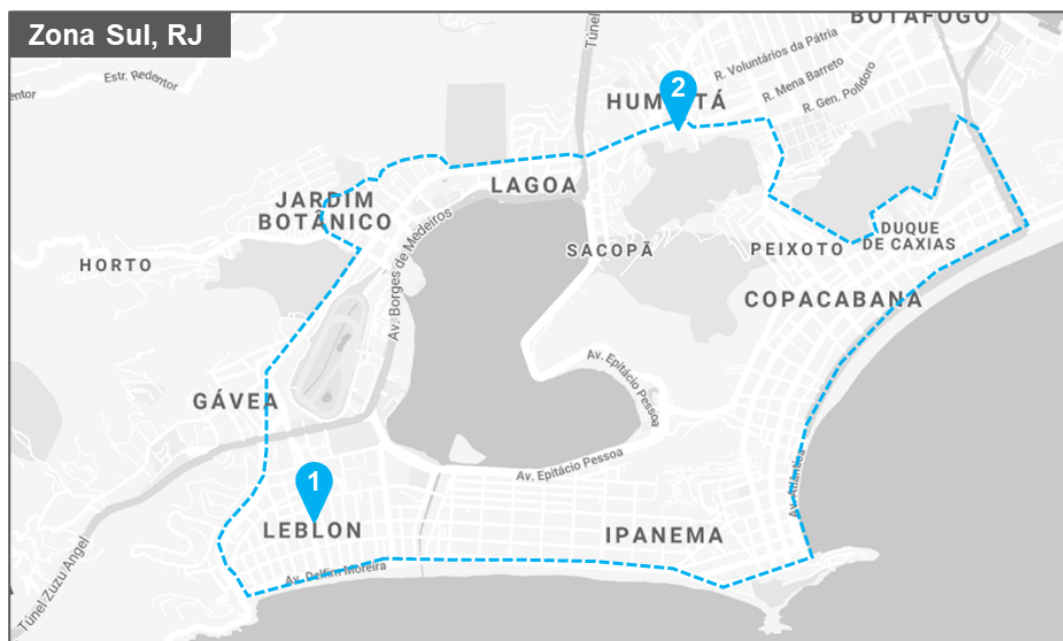 Zona Sul, RJ
BOTAFOGO
Túnel
R. Voluntários da Pátria
Estr. Redentor
R. Mena Barreto
2
HUMAITÁ
R. Gen. Polidoro
LAGOA
JARDIM
BOTÂNICO
Av. Borges de Medeiros
SACOPÃ
PEIXOTO
DUQUE
DE CAXIAS
HORTO
COPACABANA
Av. Epitácio Pessoa
GÁVEA
Av. Epitácio Pessoa
Av. Atlântica
1
LEBLON
IPANEMA
Av. Delfim Moreira
Túnel Zuzu Angel